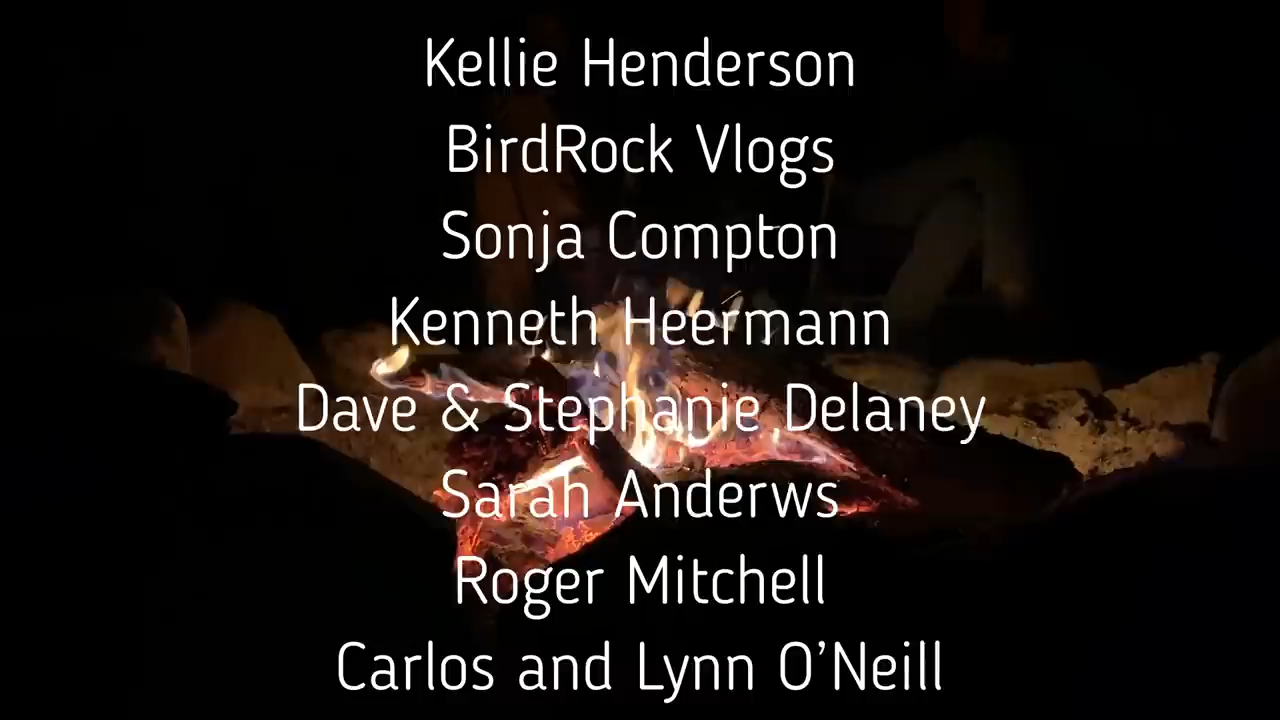 Kellie Henderson
BirdRock Vlogs
Sonja Compton
Kenneth Heermann
Dave & Stephanie Delaney
Sarah Anderws
Roger Mitchell
Carlos and Lynn O’Neill